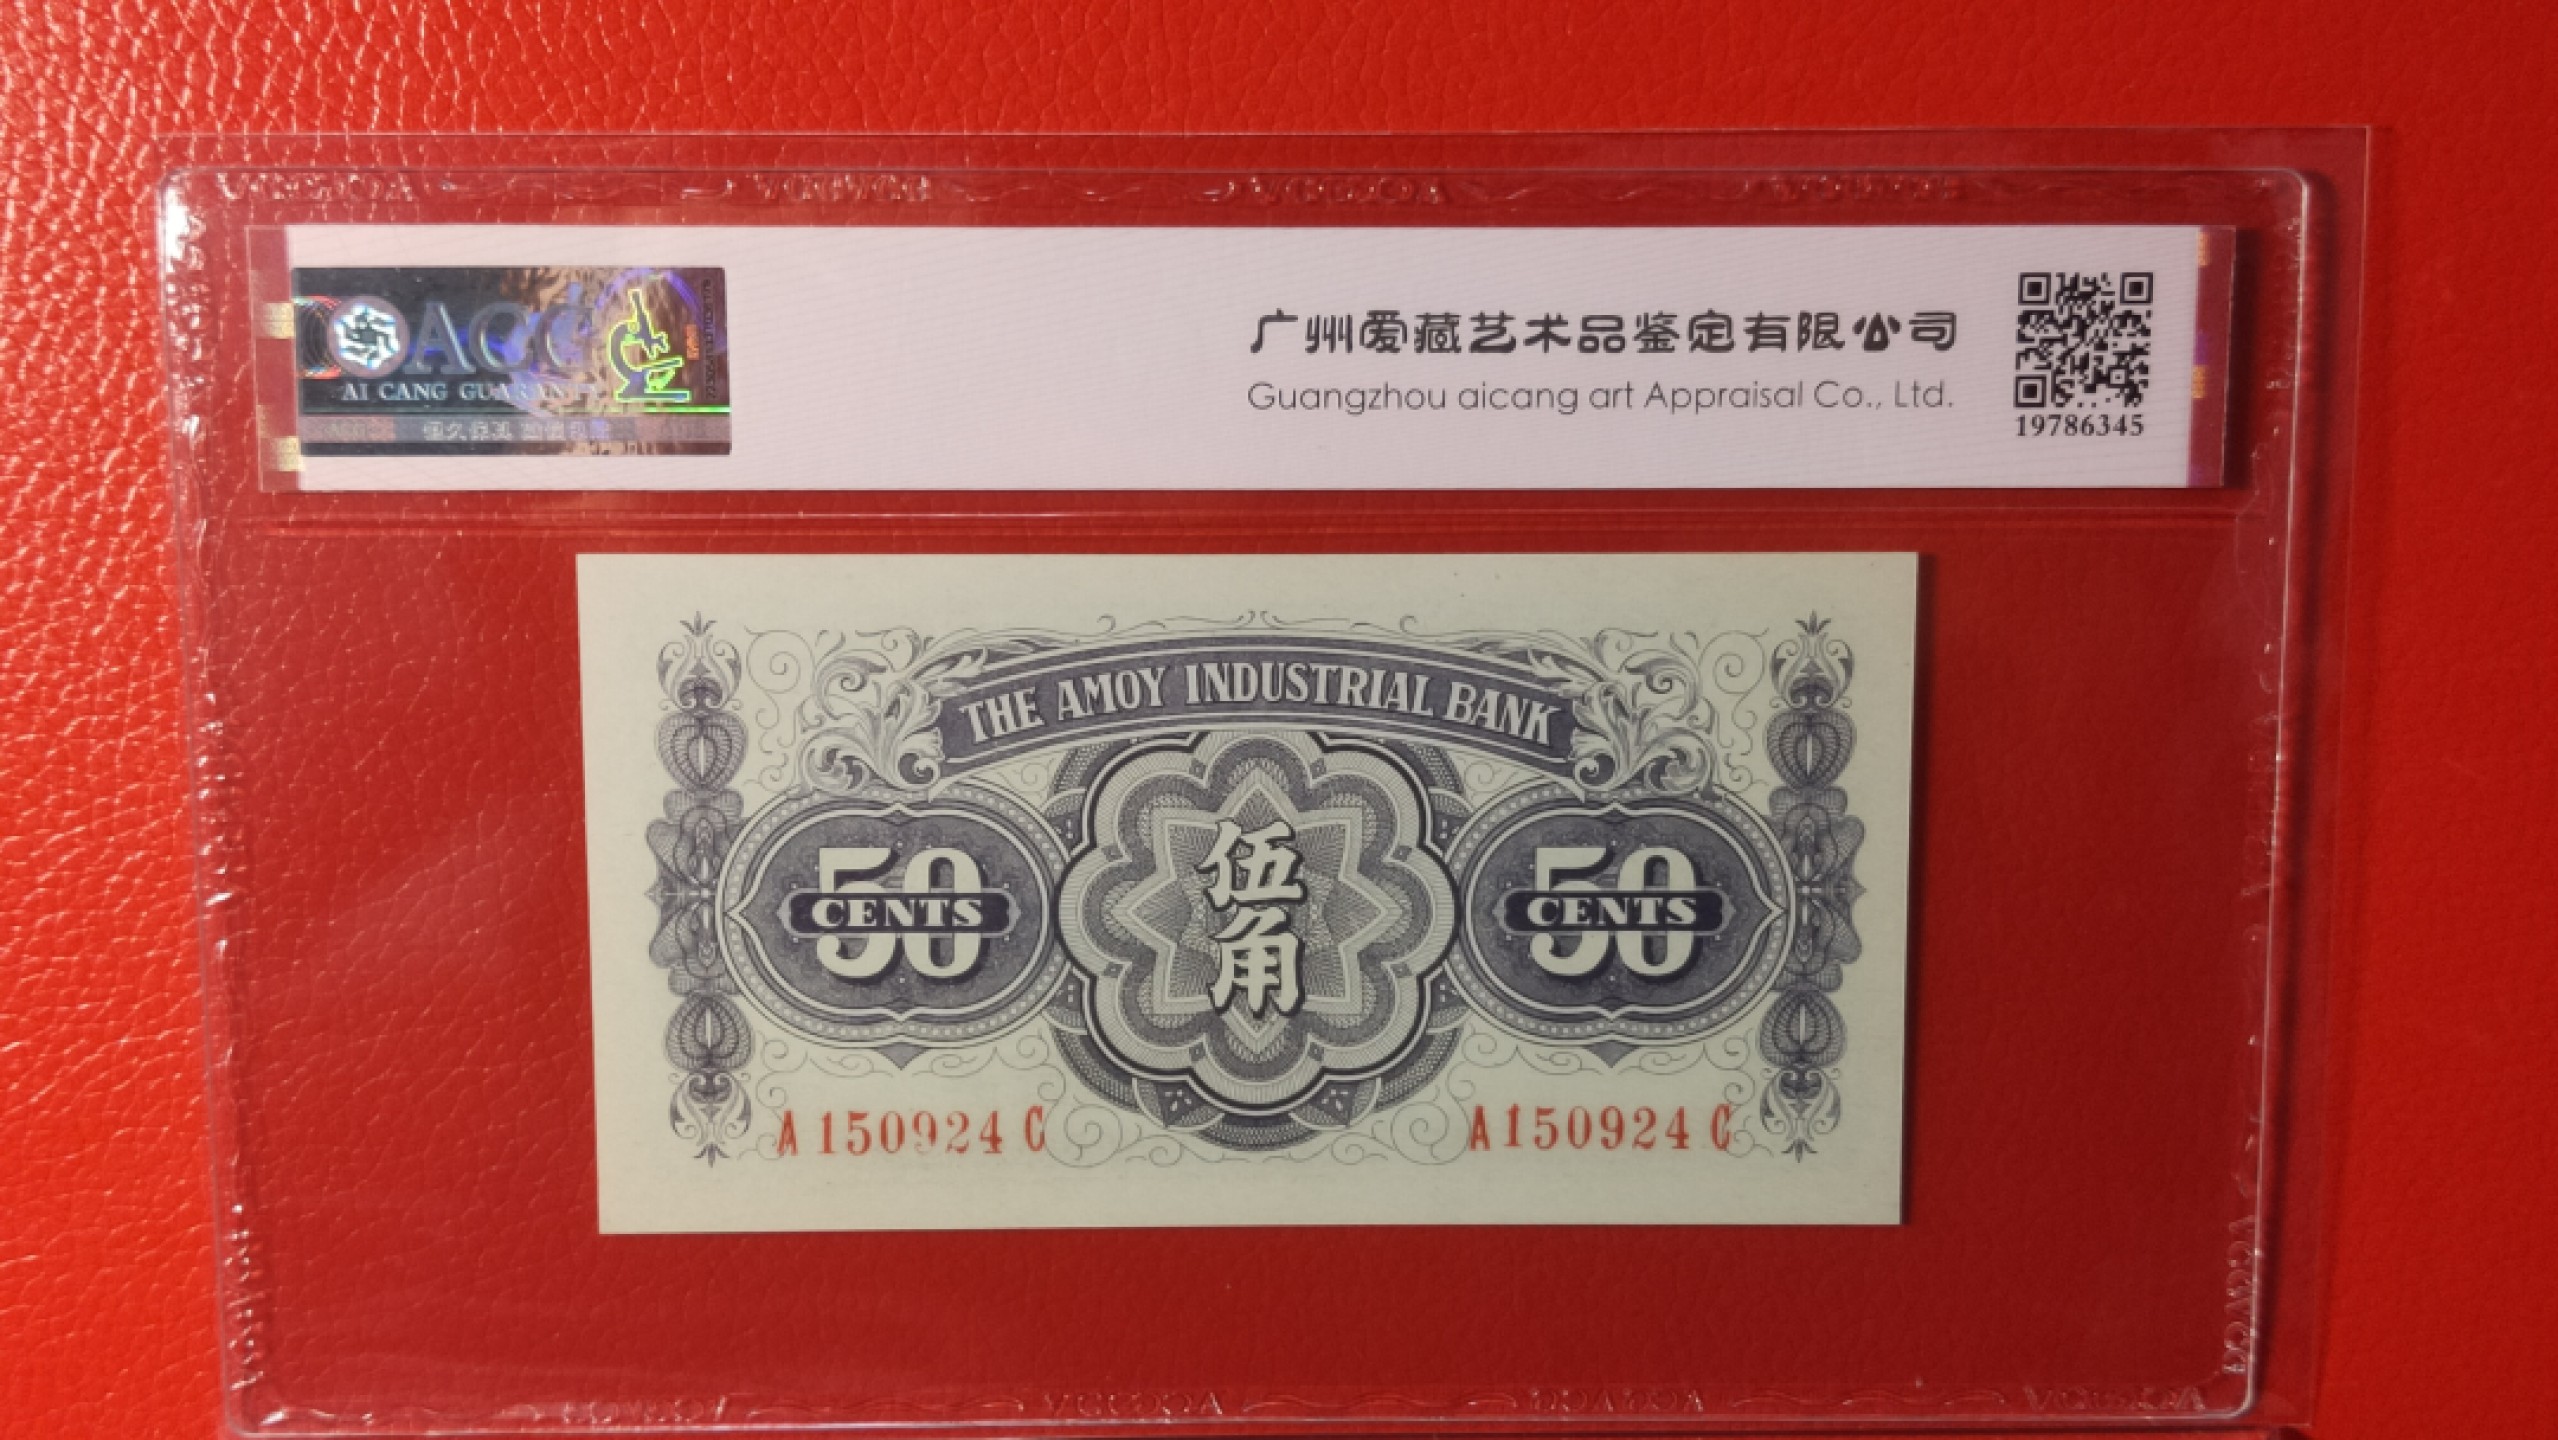 ACG
AI CANG GUARANTY
广州爱藏艺术品鉴定有限公司
Guangzhou aicang art Appraisal Co., Ltd.
19786345
THE AMOY INDUSTRIAL BANK
50
CENTS
伍角
50
CENTS
A 150924 C
A 150924 C